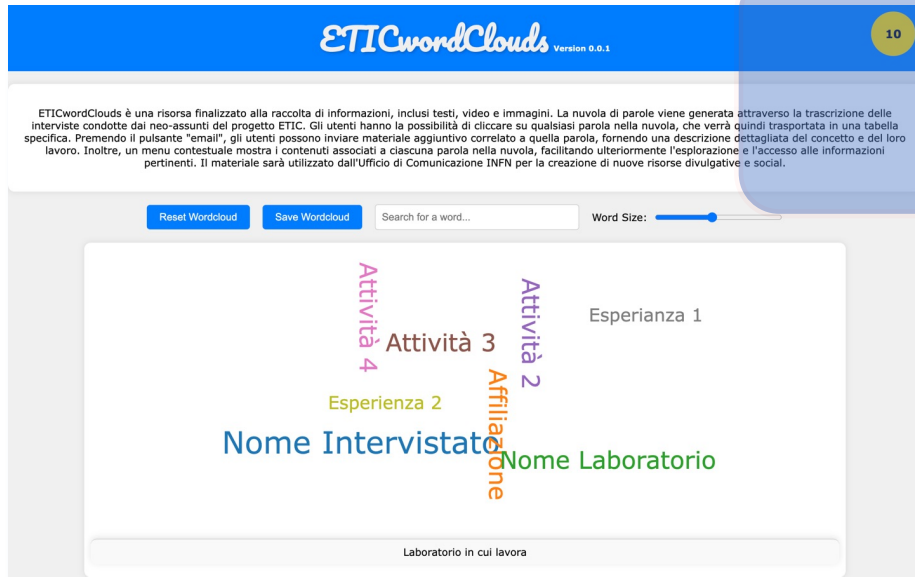 ETICwordClouds Version 0.0.1
10
ETICwordClouds è una risorsa finalizzato alla raccolta di informazioni, inclusi testi, video e immagini. La nuvola di parole viene generata attraverso la trascrizione delle
interviste condotte dai neo-assunti del progetto ETIC. Gli utenti hanno la possibilità di cliccare su qualsiasi parola nella nuvola, che verrà quindi trasportata in una tabella
specifica. Premendo il pulsante "email", gli utenti possono inviare materiale aggiuntivo correlato a quella parola, fornendo una descrizione dettagliata del concetto e del loro
lavoro. Inoltre, un menu contestuale mostra i contenuti associati a ciascuna parola nella nuvola, facilitando ulteriormente l'esplorazione e l'accesso alle informazioni
pertinenti. Il materiale sarà utilizzato dall'Ufficio di Comunicazione INFN per la creazione di nuove risorse divulgative e social.
Reset Wordcloud Save Wordcloud Search for a word... Word Size:
Attività 4
Attività 3
Attività 2
Esperianza 1
Esperienza 2
Affiliazione
Nome Intervistato
Nome Laboratorio
Laboratorio in cui lavora